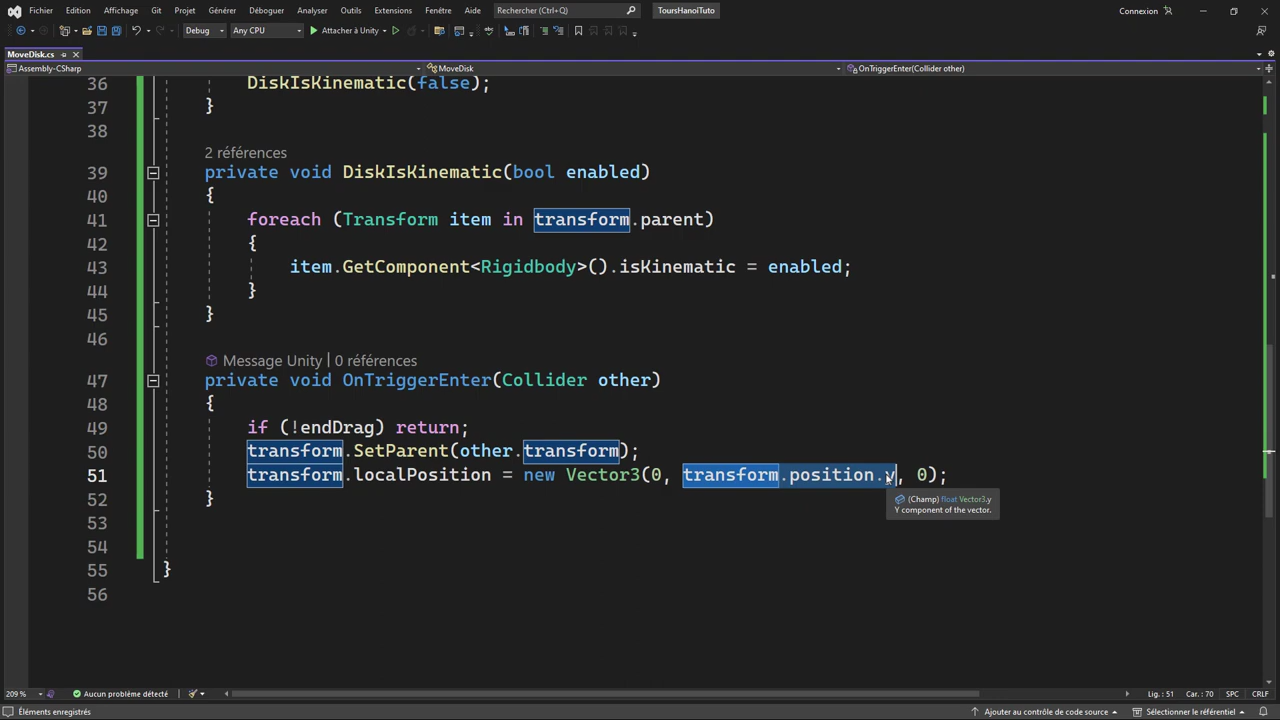 Fichier Edition Affichage Git Projet Générer Déboguer Analyser Outils Extensions Fenêtre Aide Rechercher (Ctrl+Q) ToursHanoiTuto Connexion
Debug Any CPU Attacher à Unity
MoveDisk.cs
Assembly-CSharp MoveDisk OnTriggerEnter(Collider other)
36 DiskIsKinematic(false);
37 }
38
2 références
39 private void DiskIsKinematic(bool enabled)
40 {
41 foreach (Transform item in transform.parent)
42 {
43 item.GetComponent<Rigidbody>().isKinematic = enabled;
44 }
45 }
46
Message Unity | 0 références
47 private void OnTriggerEnter(Collider other)
48 {
49 if (!endDrag) return;
50 transform.SetParent(other.transform);
51 transform.localPosition = new Vector3(0, transform.position.y, 0);
52 }
(Champ) float Vector3.y
Y component of the vector.
53
54
55 }
56
209 % Aucun problème détecté Lig. : 51 Car. : 70 SPC CRLF
Éléments enregistrés Ajouter au contrôle de code source Sélectionner le référentiel